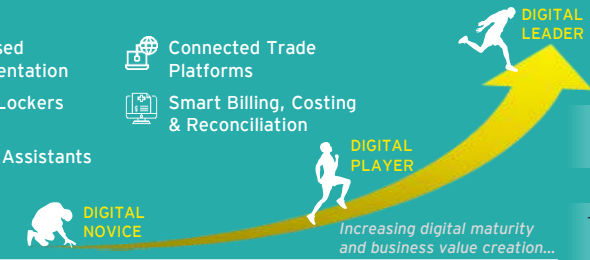 sed
entation
Lockers
Assistants
Connected Trade
Platforms
Smart Billing, Costing
& Reconciliation
DIGITAL
LEADER
DIGITAL
PLAYER
DIGITAL
NOVICE
Increasing digital maturity
and business value creation...